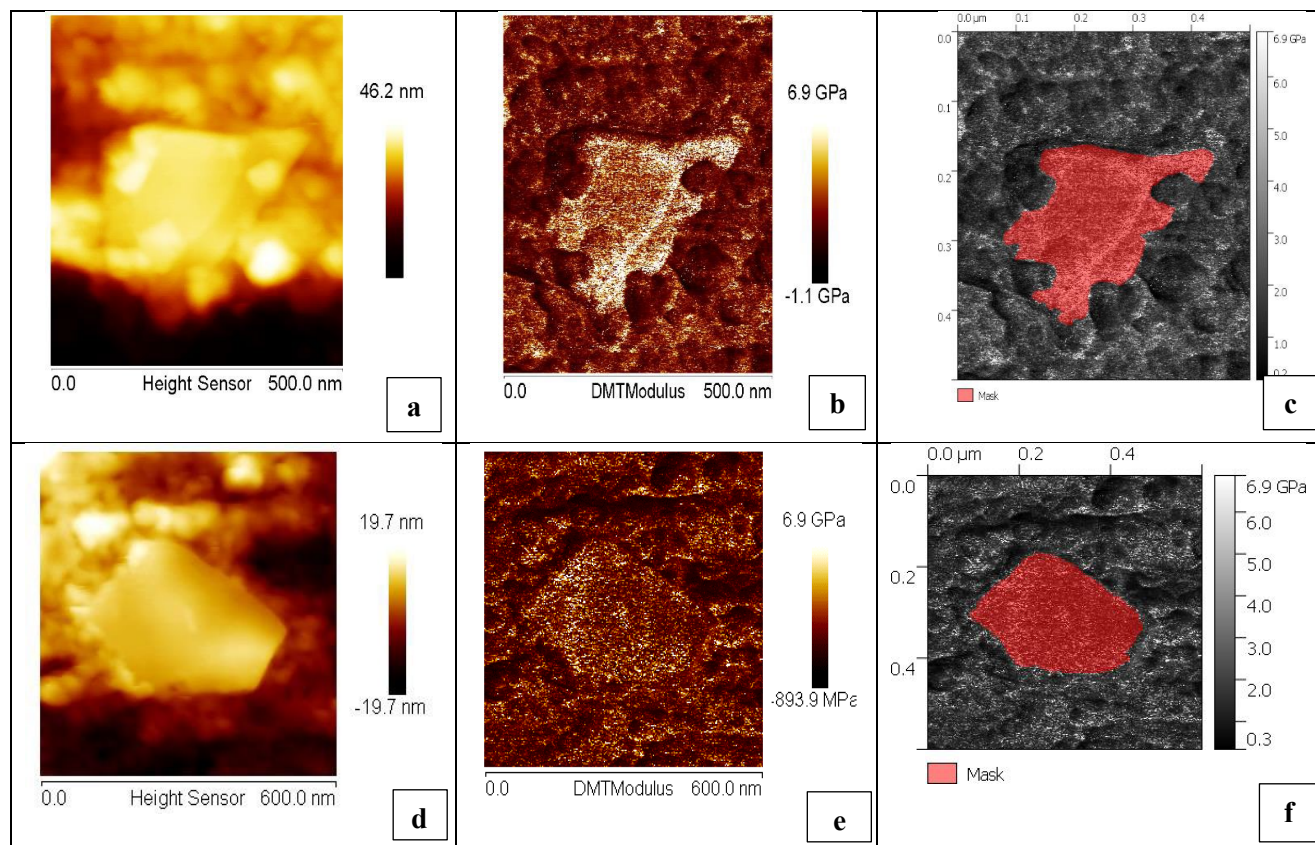 46.2 nm
0.0 Height Sensor 500.0 nm
a
6.9 GPa
-1.1 GPa
0.0 DMTModulus 500.0 nm
b
0.0 µm 0.1 0.2 0.3 0.4
0.0
0.1
0.2
0.3
0.4
6.9 GPa
6.0
5.0
4.0
3.0
2.0
1.0
0.2
Mask
c
19.7 nm
-19.7 nm
0.0 Height Sensor 600.0 nm
d
6.9 GPa
-893.9 MPa
0.0 DMTModulus 600.0 nm
e
0.0 µm 0.2 0.4
0.0
0.2
0.4
6.9 GPa
6.0
5.0
4.0
3.0
2.0
0.3
Mask
f